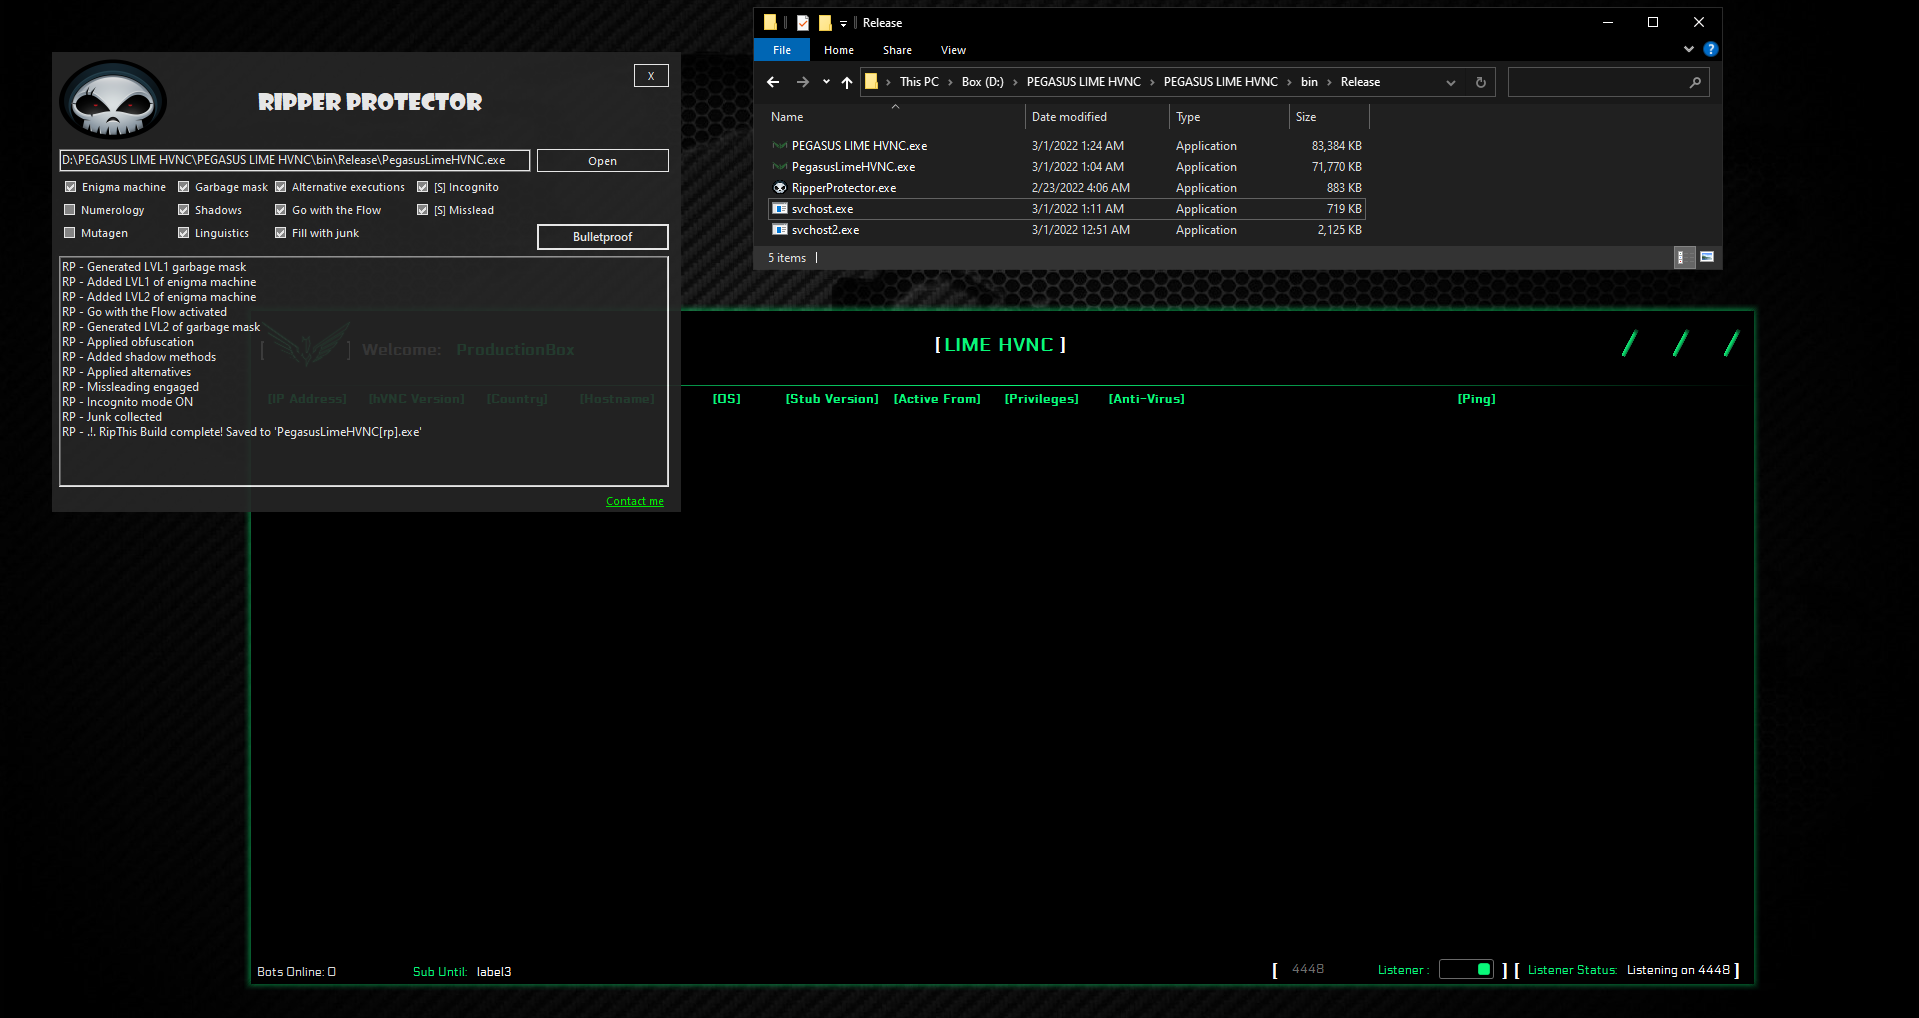 Release
File Home Share View
This PC Box (D:) PEGASUS LIME HVNC PEGASUS LIME HVNC bin Release
Name Date modified Type Size
PEGASUS LIME HVNC.exe 3/1/2022 1:24 AM Application 83,384 KB
PegasusLimeHVNC.exe 3/1/2022 1:04 AM Application 71,770 KB
RipperProtector.exe 2/23/2022 4:06 AM Application 883 KB
svchost.exe 3/1/2022 1:11 AM Application 719 KB
svchost2.exe 3/1/2022 12:51 AM Application 2,125 KB
5 items
X
RIPPER PROTECTOR
D:\PEGASUS LIME HVNC\PEGASUS LIME HVNC\bin\Release\PegasusLimeHVNC.exe Open
Enigma machine Garbage mask Alternative executions [S] Incognito
Numerology Shadows Go with the Flow [S] Misslead
Mutagen Linguistics Fill with junk
Bulletproof
RP - Generated LVL1 garbage mask
RP - Added LVL1 of enigma machine
RP - Added LVL2 of enigma machine
RP - Go with the Flow activated
RP - Generated LVL2 of garbage mask
RP - Applied obfuscation
RP - Added shadow methods
RP - Applied alternatives
RP - Missleading engaged
RP - Incognito mode ON
RP - Junk collected
RP - .!. RipThis Build complete! Saved to 'PegasusLimeHVNC[rp].exe'
Contact me
[ ] Welcome: ProductionBox
[ LIME HVNC ]
[IP Address] [hVNC Version] [Country] [Hostname] [OS] [Stub Version] [Active From] [Privileges] [Anti-Virus] [Ping]
Bots Online: 0 Sub Until: label3 [ 4448 Listener : ] [ Listener Status: Listening on 4448 ]